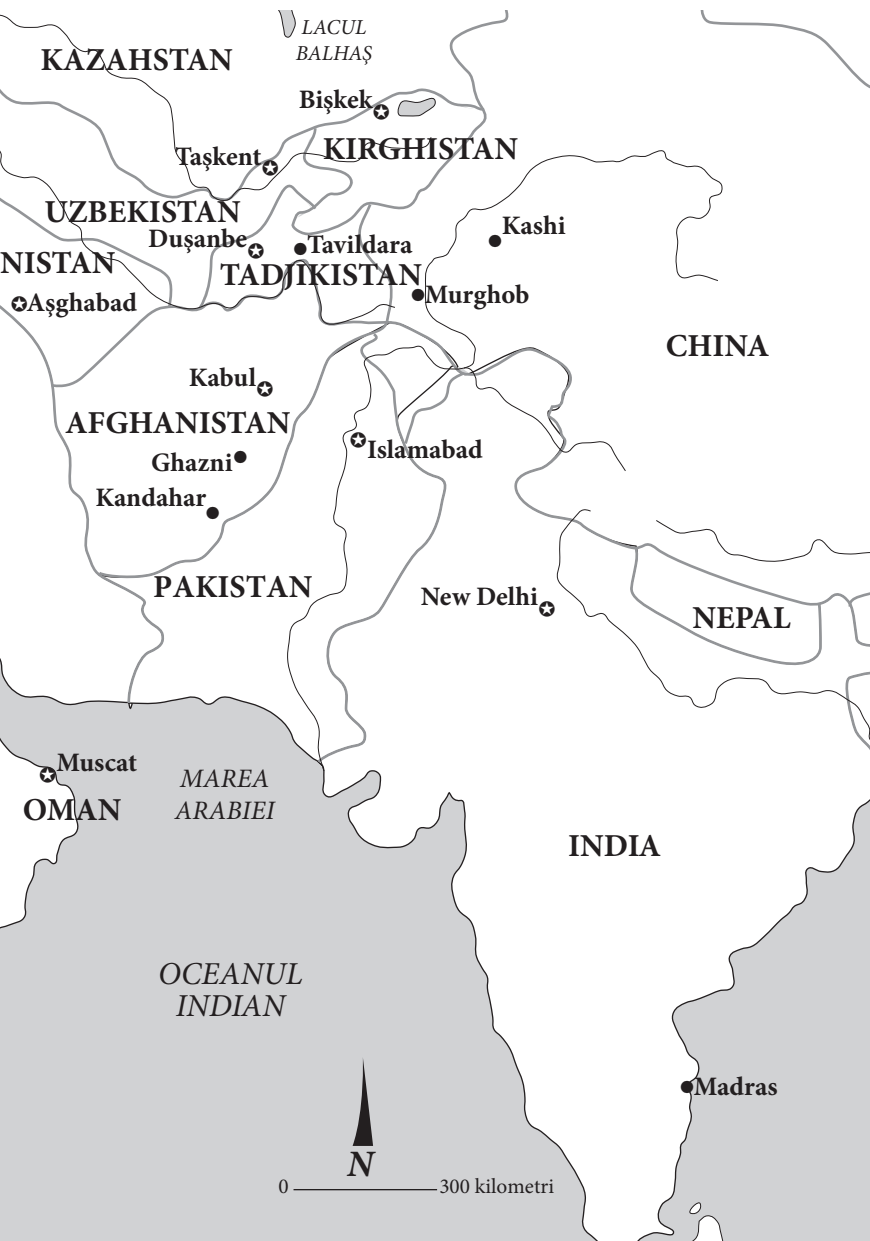 LACUL
BALHAȘ
KAZAHSTAN
Bișkek
KIRGHISTAN
Tașkent
UZBEKISTAN
Dușanbe
Tavildara
Kashi
NISTAN
TADJIKISTAN
Murghob
Așghabad
CHINA
Kabul
AFGHANISTAN
Islamabad
Ghazni
Kandahar
PAKISTAN
New Delhi
NEPAL
Muscat
OMAN
MAREA
ARABIEI
INDIA
OCEANUL
INDIAN
Madras
N
0
300 kilometri